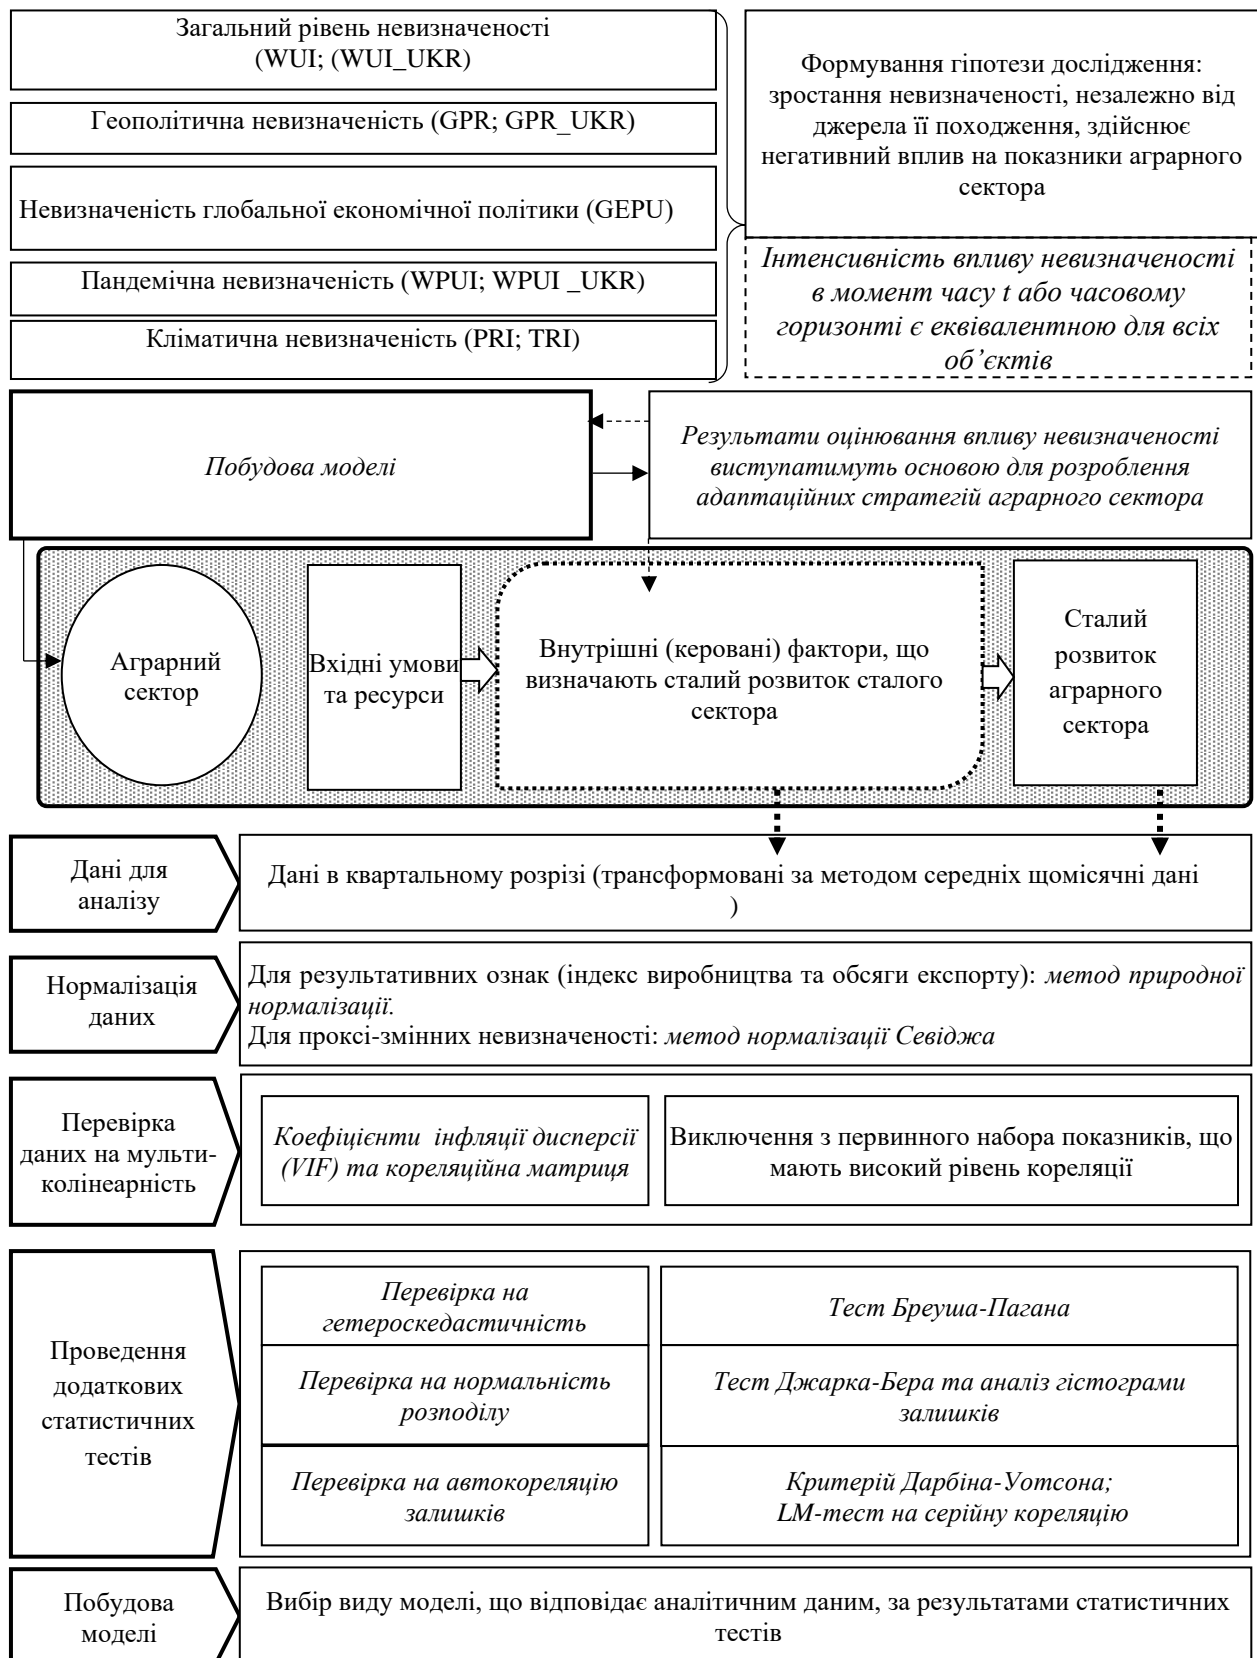 Загальний рівень невизначеності
(WUI; (WUI_UKR)
Геополітична невизначеність (GPR; GPR_UKR)
Невизначеність глобальної економічної політики (GEPU)
Пандемічна невизначеність (WPUI; WPUI _UKR)
Кліматична невизначеність (PRI; TRI)
Формування гіпотези дослідження:
зростання невизначеності, незалежно від
джерела її походження, здійснює
негативний вплив на показники аграрного
сектора
Інтенсивність впливу невизначеності
в момент часу t або часовому
горизонті є еквівалентною для всіх
об’єктів
Побудова моделі
Результати оцінювання впливу невизначеності
виступатимуть основою для розроблення
адаптаційних стратегій аграрного сектора
Аграрний
сектор
Вхідні умови
та ресурси
Внутрішні (керовані) фактори, що
визначають сталий розвиток сталого
сектора
Сталий
розвиток
аграрного
сектора
Дані для
аналізу
Дані в квартальному розрізі (трансформовані за методом середніх щомісячні дані
)
Нормалізація
даних
Для результативних ознак (індекс виробництва та обсяги експорту): метод природної
нормалізації.
Для проксі-змінних невизначеності: метод нормалізації Севіджа
Перевірка
даних на мульти-
колінеарність
Коефіцієнти інфляції дисперсії
(VIF) та кореляційна матриця
Виключення з первинного набора показників, що
мають високий рівень кореляції
Проведення
додаткових
статистичних
тестів
Перевірка на
гетероскедастичність
Тест Бреуша-Пагана
Перевірка на нормальність
розподілу
Тест Джарка-Бера та аналіз гістограми
залишків
Перевірка на автокореляцію
залишків
Критерій Дарбіна-Уотсона;
LM-тест на серійну кореляцію
Побудова
моделі
Вибір виду моделі, що відповідає аналітичним даним, за результатами статистичних
тестів